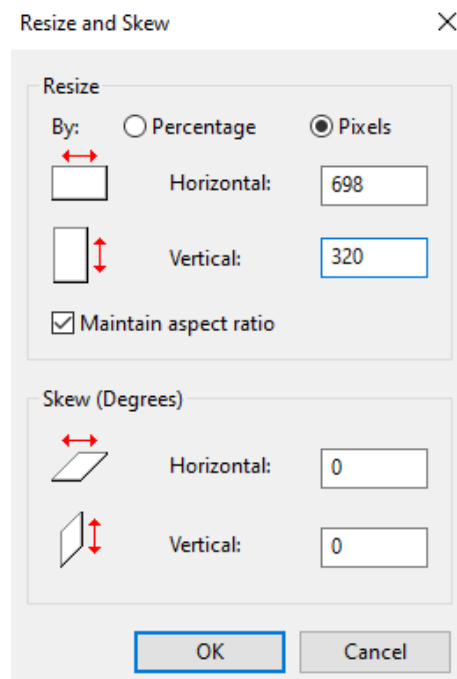 Resize and Skew
Resize
By: Percentage Pixels
Horizontal: 698
Vertical: 320
Maintain aspect ratio
Skew (Degrees)
Horizontal: 0
Vertical: 0
OK Cancel